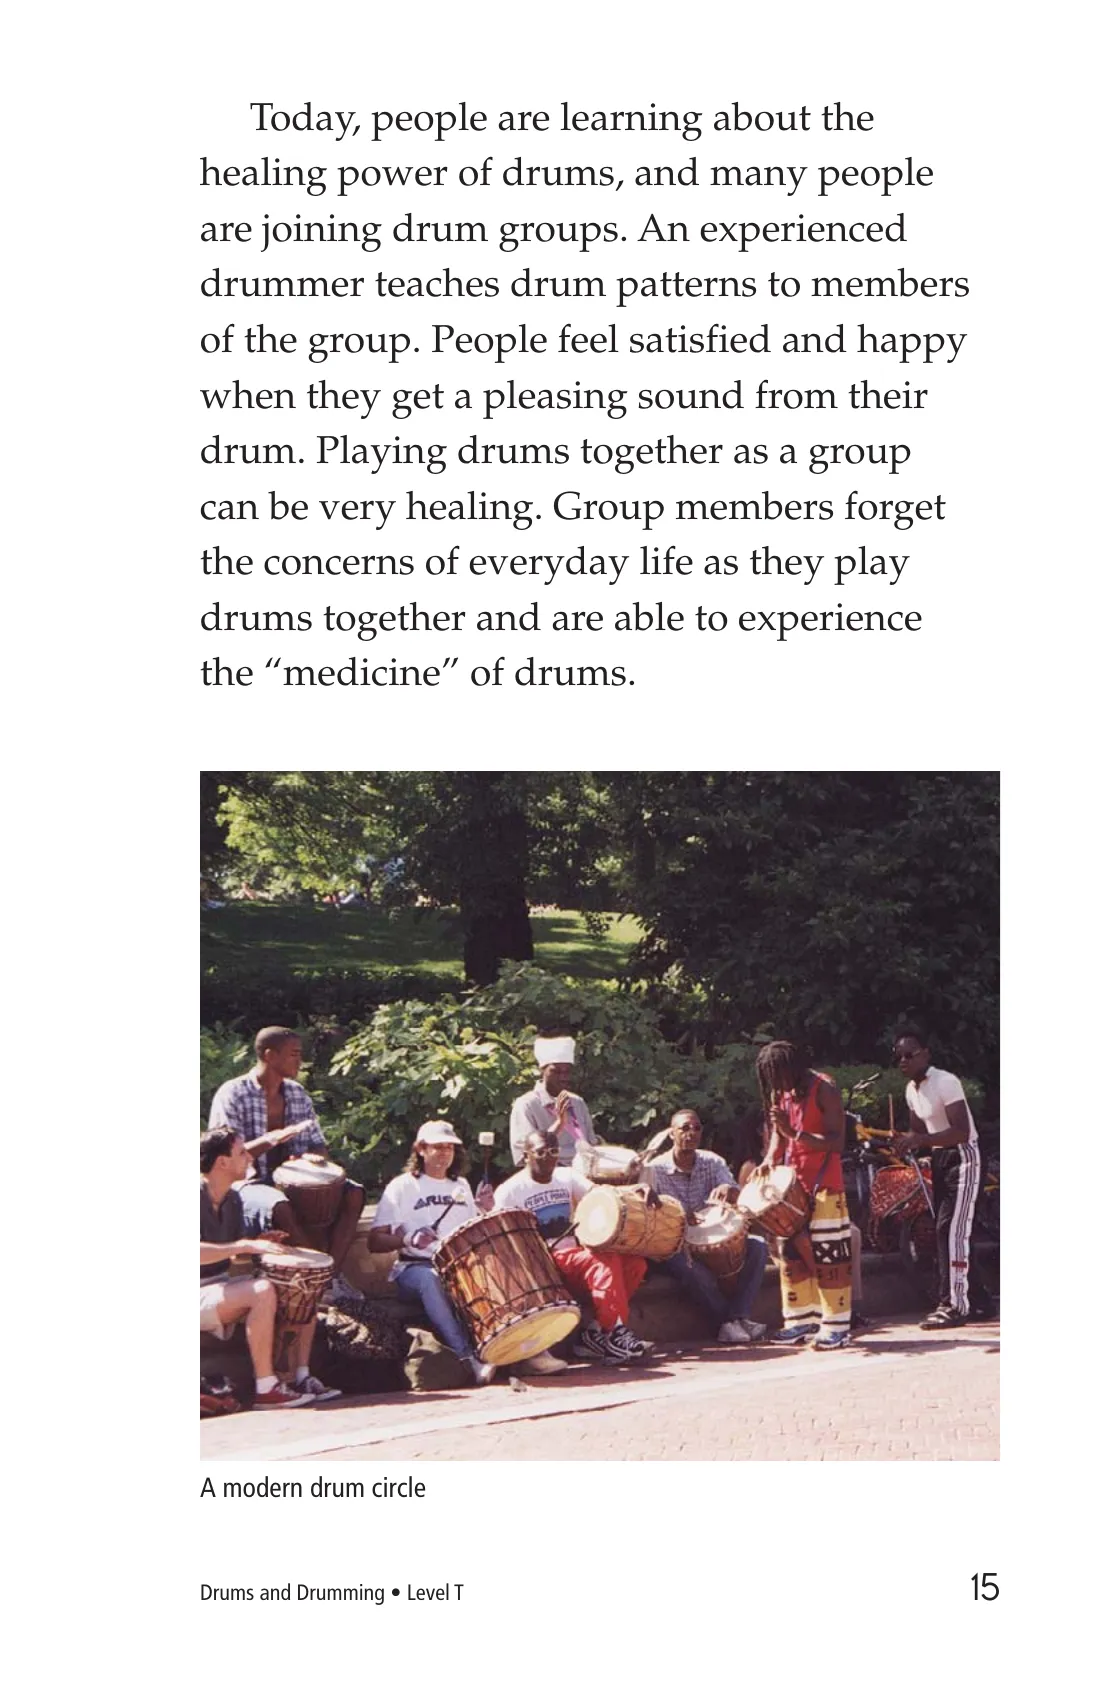 Today, people are learning about the
healing power of drums, and many people
are joining drum groups. An experienced
drummer teaches drum patterns to members
of the group. People feel satisfied and happy
when they get a pleasing sound from their
drum. Playing drums together as a group
can be very healing. Group members forget
the concerns of everyday life as they play
drums together and are able to experience
the “medicine” of drums.
A modern drum circle
Drums and Drumming • Level T
15